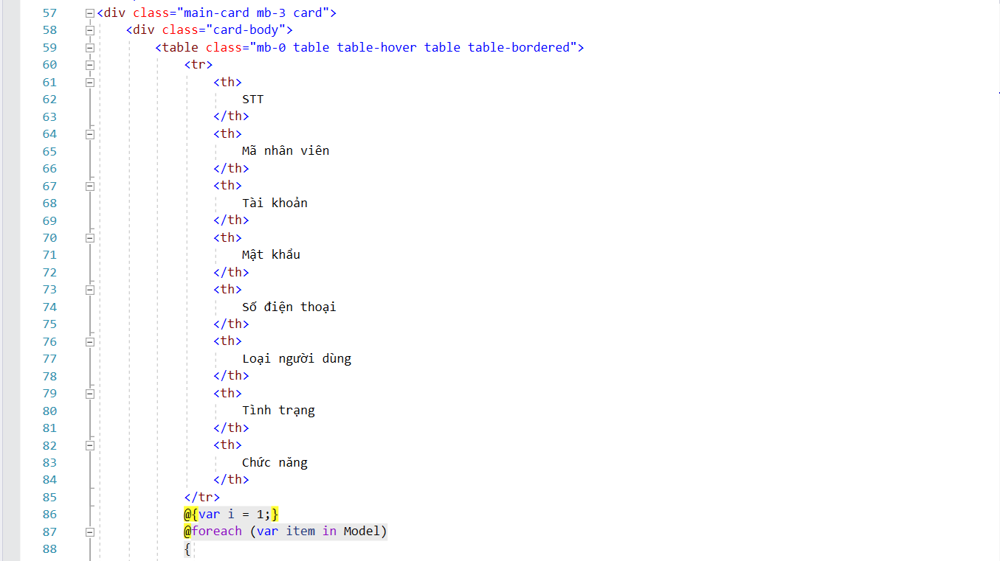 57 <div class="main-card mb-3 card">
58 <div class="card-body">
59 <table class="mb-0 table table-hover table table-bordered">
60 <tr>
61 <th>
62 STT
63 </th>
64 <th>
65 Mã nhân viên
66 </th>
67 <th>
68 Tài khoản
69 </th>
70 <th>
71 Mật khẩu
72 </th>
73 <th>
74 Số điện thoại
75 </th>
76 <th>
77 Loại người dùng
78 </th>
79 <th>
80 Tình trạng
81 </th>
82 <th>
83 Chức năng
84 </th>
85 </tr>
86 @{var i = 1;}
87 @foreach (var item in Model)
88 {